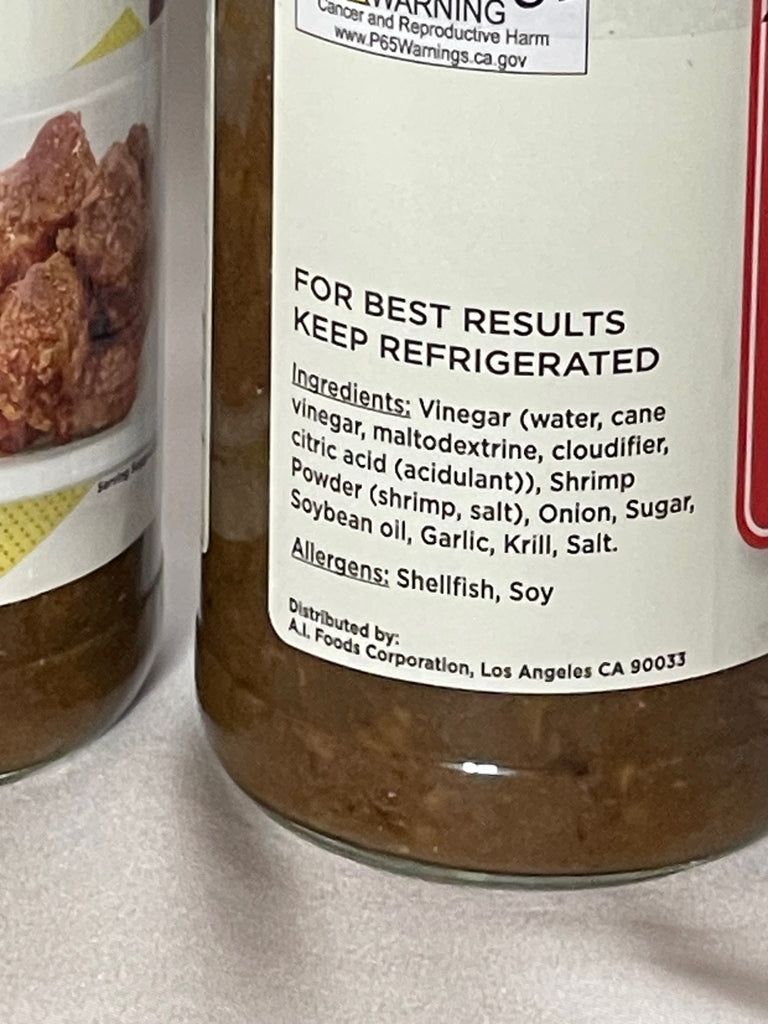 WARNING
Cancer and Reproductive Harm
www.P65Warnings.ca.gov
FOR BEST RESULTS
KEEP REFRIGERATED
Ingredients: Vinegar (water, cane
vinegar, maltodextrine, cloudifier,
citric acid (acidulant)), Shrimp
Powder (shrimp, salt), Onion, Sugar,
Soybean oil, Garlic, Krill, Salt.
Allergens: Shellfish, Soy
Distributed by:
A.I. Foods Corporation, Los Angeles CA 90033
Serving